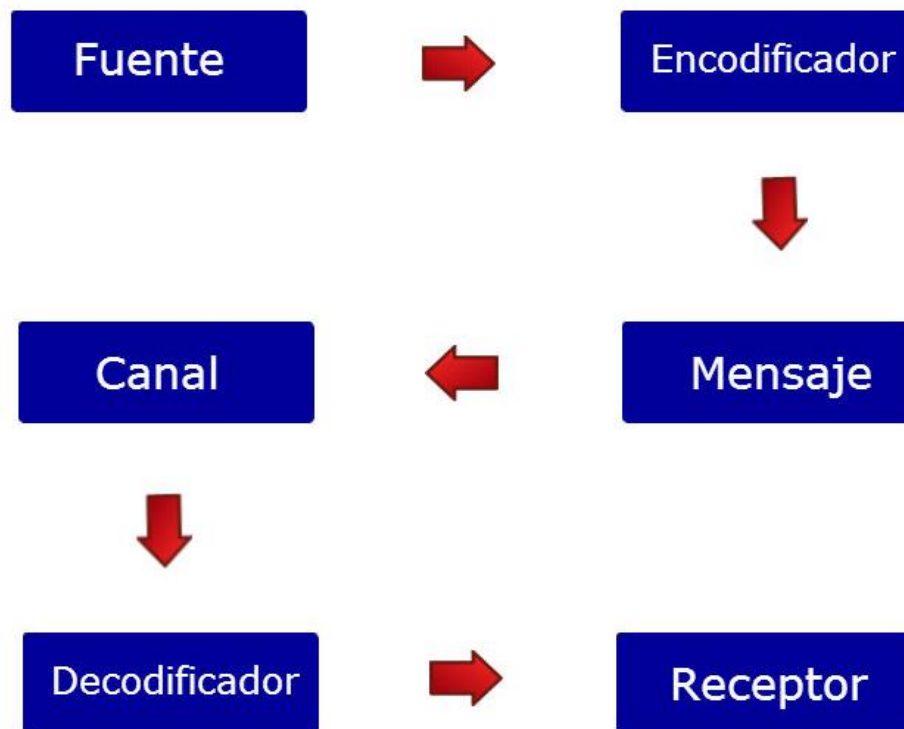 Fuente
Encodificador
Mensaje
Canal
Decodificador
Receptor